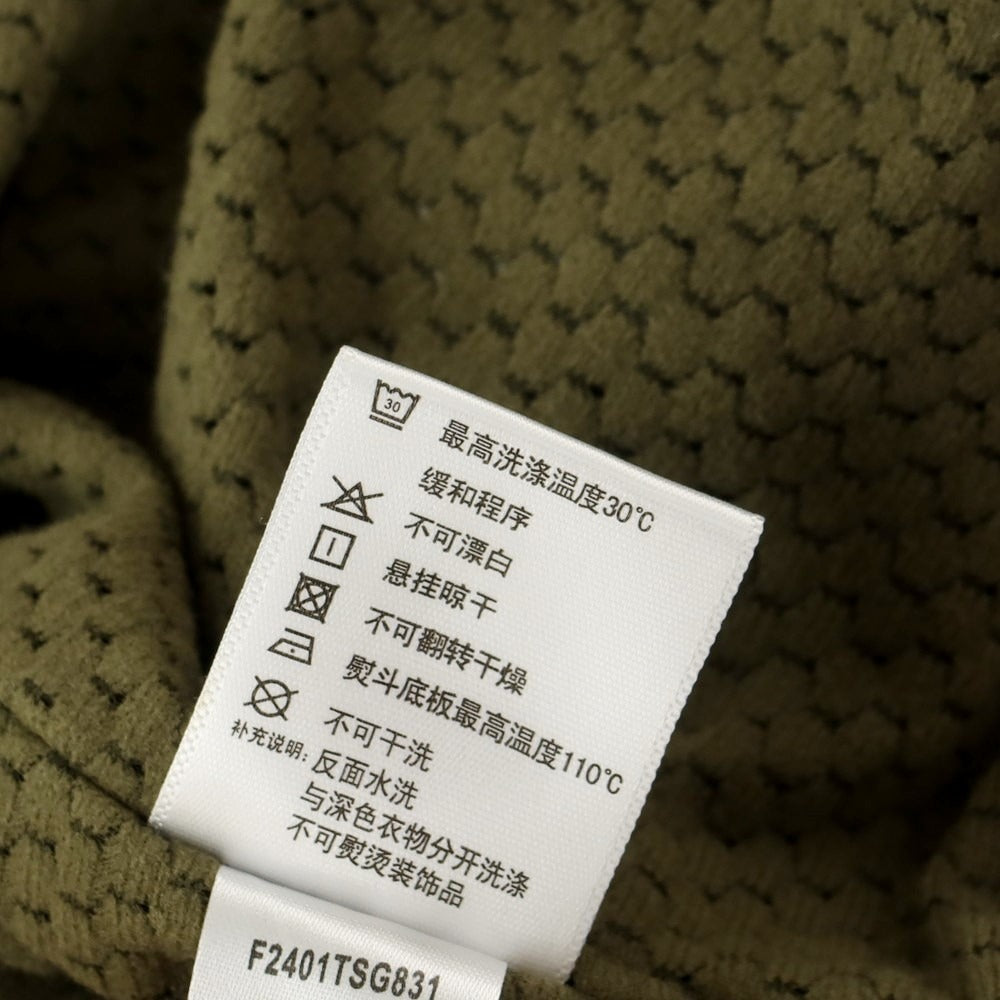 30
最高洗涤温度30℃
缓和程序
不可漂白
悬挂晾干
不可翻转干燥
熨斗底板最高温度110℃
不可干洗
补充说明:反面水洗
与深色衣物分开洗涤
不可熨烫装饰品
F2401TSG831